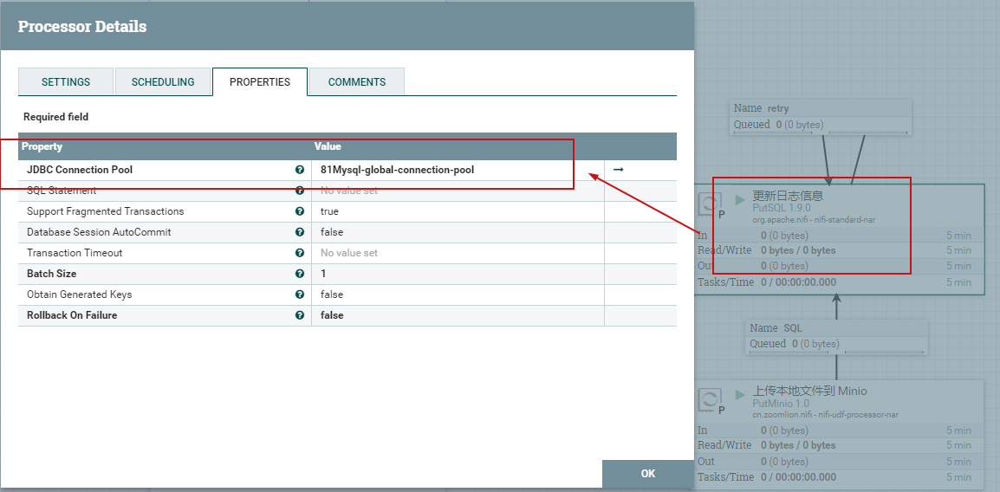 Processor Details
SETTINGS SCHEDULING PROPERTIES COMMENTS
Required field
Property Value
JDBC Connection Pool ? 81Mysql-global-connection-pool
SQL Statement ? No value set
Support Fragmented Transactions ? true
Database Session AutoCommit ? false
Transaction Timeout ? No value set
Batch Size ? 1
Obtain Generated Keys ? false
Rollback On Failure ? false
OK
Name retry
Queued 0 (0 bytes)
更新日志信息
P
PutSQL 1.9.0
org.apache.nifi - nifi-standard-nar
In 0 (0 bytes) 5 min
Read/Write 0 bytes / 0 bytes 5 min
Out 0 (0 bytes) 5 min
Tasks/Time 0 / 00:00:00.000 5 min
Name SQL
Queued 0 (0 bytes)
上传本地文件到 Minio
P
PutMinio 1.0
cn.zoomlion.nifi - nifi-udf-processor-nar
In 0 (0 bytes) 5 min
Read/Write 0 bytes / 0 bytes 5 min
Out 0 (0 bytes) 5 min
Tasks/Time 0 / 00:00:00.000 5 min